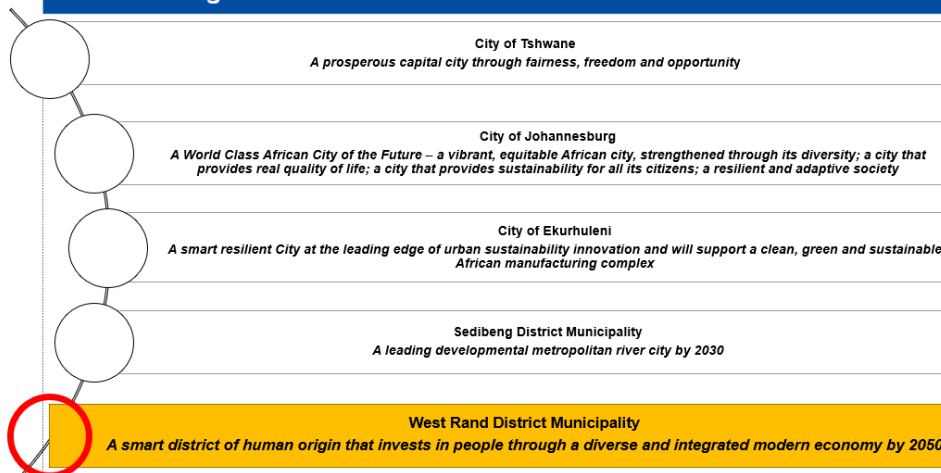 City of Tshwane
A prosperous capital city through fairness, freedom and opportunity
City of Johannesburg
A World Class African City of the Future – a vibrant, equitable African city, strengthened through its diversity; a city that
provides real quality of life; a city that provides sustainability for all its citizens; a resilient and adaptive society
City of Ekurhuleni
A smart resilient City at the leading edge of urban sustainability innovation and will support a clean, green and sustainable
African manufacturing complex
Sedibeng District Municipality
A leading developmental metropolitan river city by 2030
West Rand District Municipality
A smart district of human origin that invests in people through a diverse and integrated modern economy by 2050